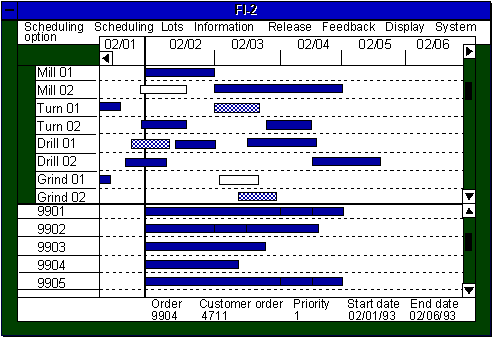 FI-2
Scheduling Scheduling Lots Information Release Feedback Display System
option
02/01 02/02 02/03 02/04 02/05 02/06
Mill 01
Mill 02
Turn 01
Turn 02
Drill 01
Drill 02
Grind 01
Grind 02
9901
9902
9903
9904
9905
Order Customer order Priority Start date End date
9904 4711 1 02/01/93 02/06/93